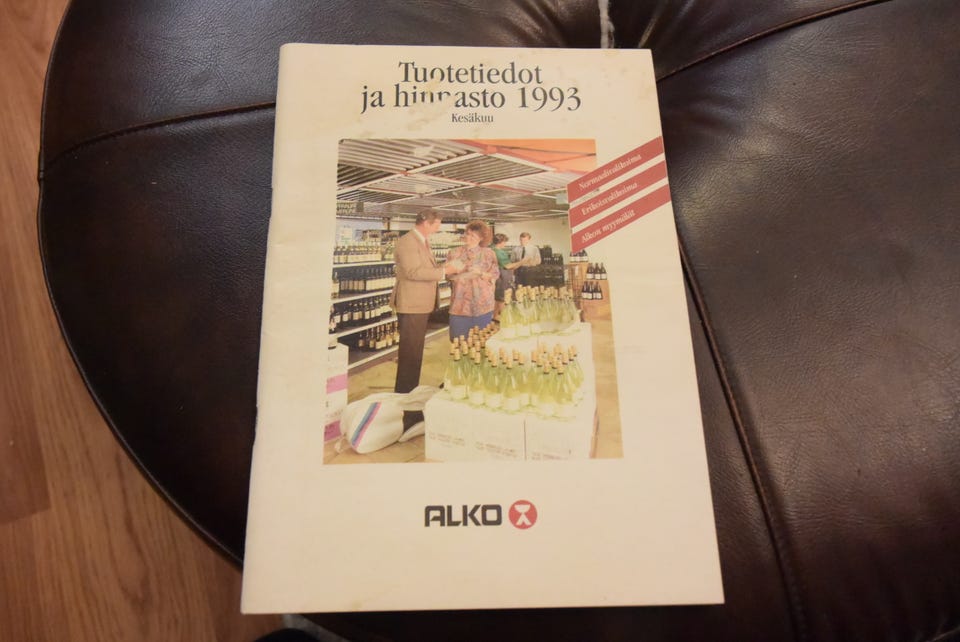 Tuotetiedot
ja hinnasto 1993
Kesäkuu
Normaalivalikoima
Erikoisvalikoima
Alkon myymälät
ALKO